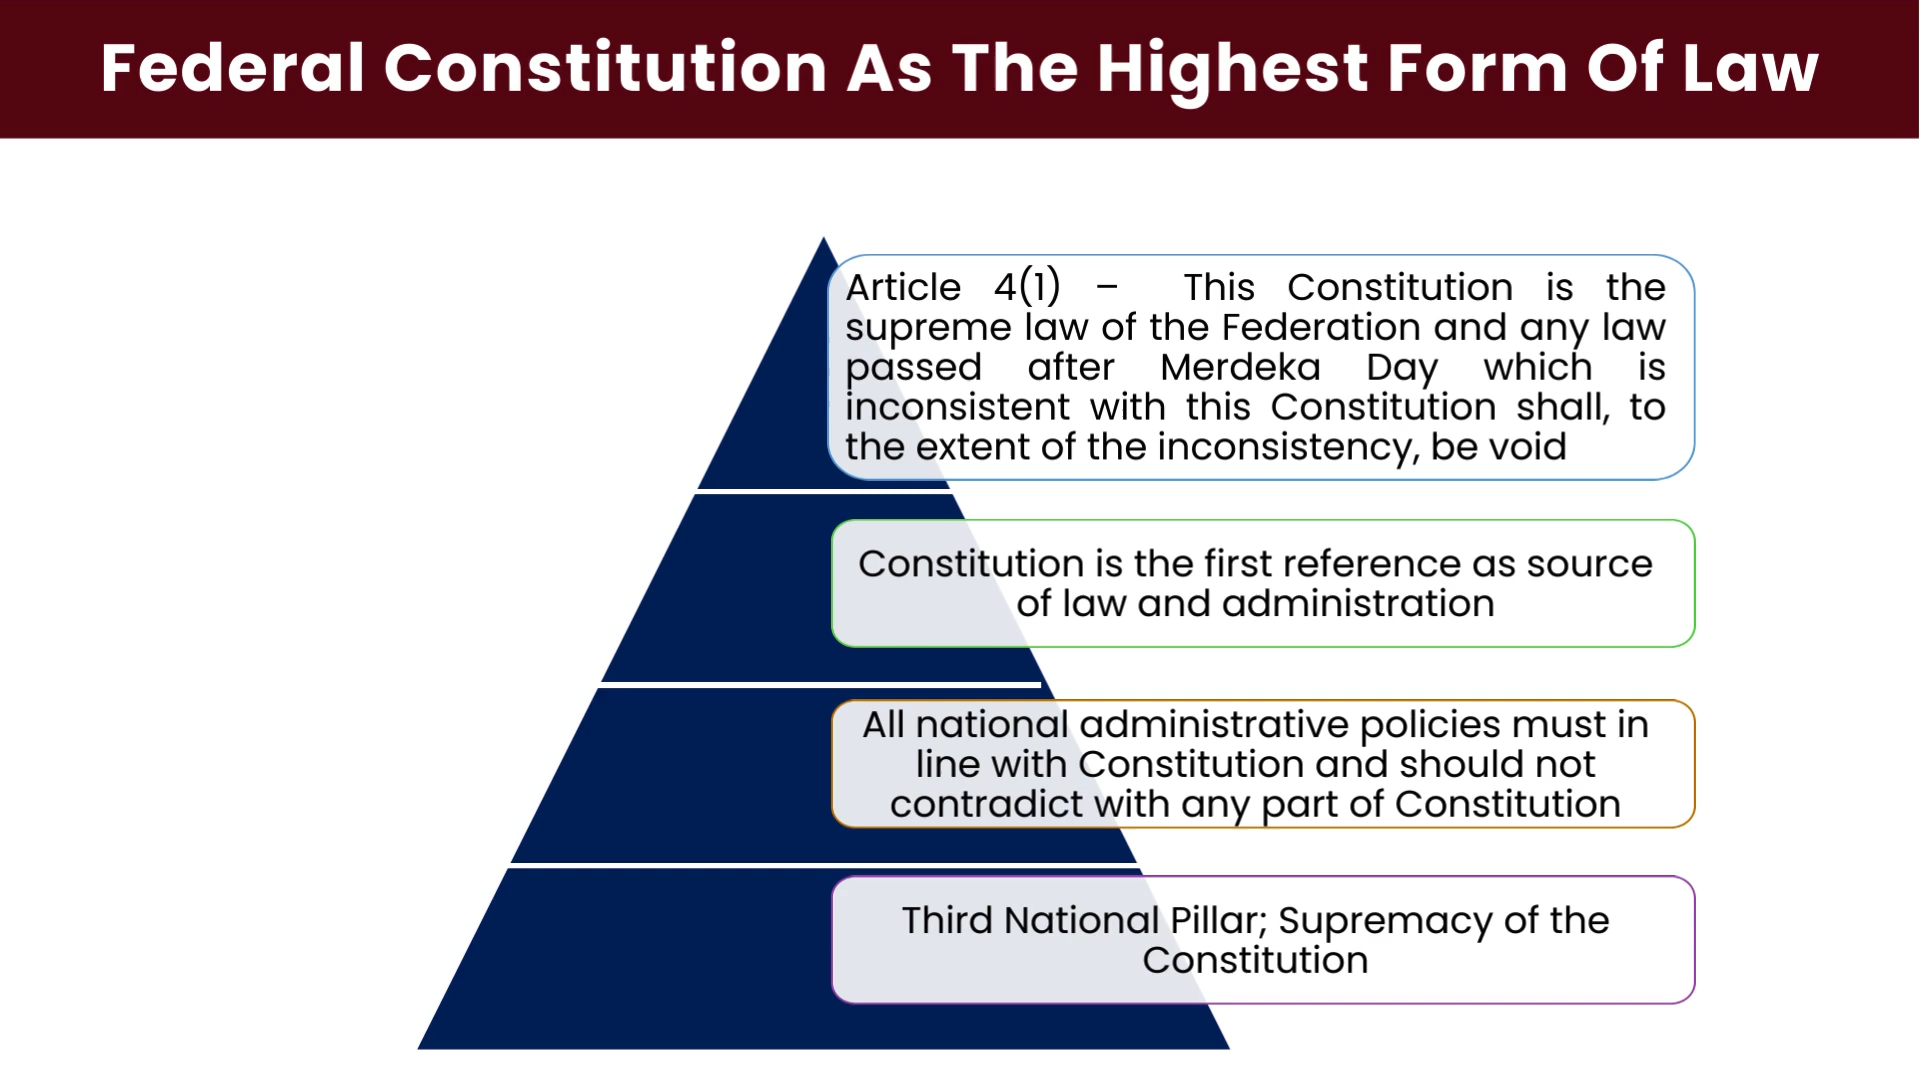 Federal Constitution As The Highest Form Of Law
Article 4(1) – This Constitution is the
supreme law of the Federation and any law
passed after Merdeka Day which is
inconsistent with this Constitution shall, to
the extent of the inconsistency, be void
Constitution is the first reference as source
of law and administration
All national administrative policies must in
line with Constitution and should not
contradict with any part of Constitution
Third National Pillar; Supremacy of the
Constitution